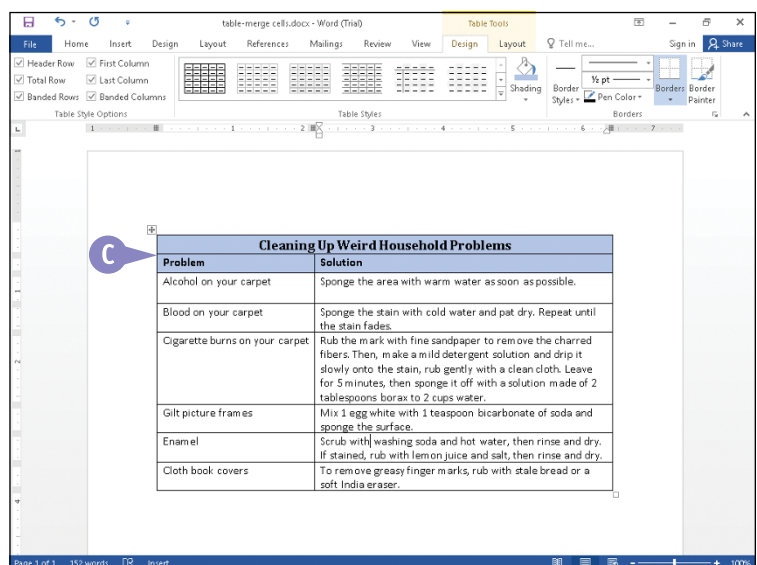 table-merge cells.docx - Word (Trial)
Table Tools
File Home Insert Design Layout References Mailings Review View Design Layout Tell me... Sign in Share
Header Row First Column
Total Row Last Column
Banded Rows Banded Columns
Table Style Options
Table Styles
Shading
Border Styles
½ pt
Pen Color
Borders
Border Painter
Borders
L
1 1 2 3 4 5 6 7
C
Cleaning Up Weird Household Problems
Problem Solution
Alcohol on your carpet Sponge the area with warm water as soon as possible.
Blood on your carpet Sponge the stain with cold water and pat dry. Repeat until
the stain fades.
Cigarette burns on your carpet Rub the mark with fine sandpaper to remove the charred
fibers. Then, make a mild detergent solution and drip it
slowly onto the stain, rub gently with a clean cloth. Leave
for 5 minutes, then sponge it off with a solution made of 2
tablespoons borax to 2 cups water.
Gilt picture frames Mix 1 egg white with 1 teaspoon bicarbonate of soda and
sponge the surface.
Enamel Scrub with washing soda and hot water, then rinse and dry.
If stained, rub with lemon juice and salt, then rinse and dry.
Cloth book covers To remove greasy finger marks, rub with stale bread or a
soft India eraser.
Page 1 of 1 152 words Insert 100%